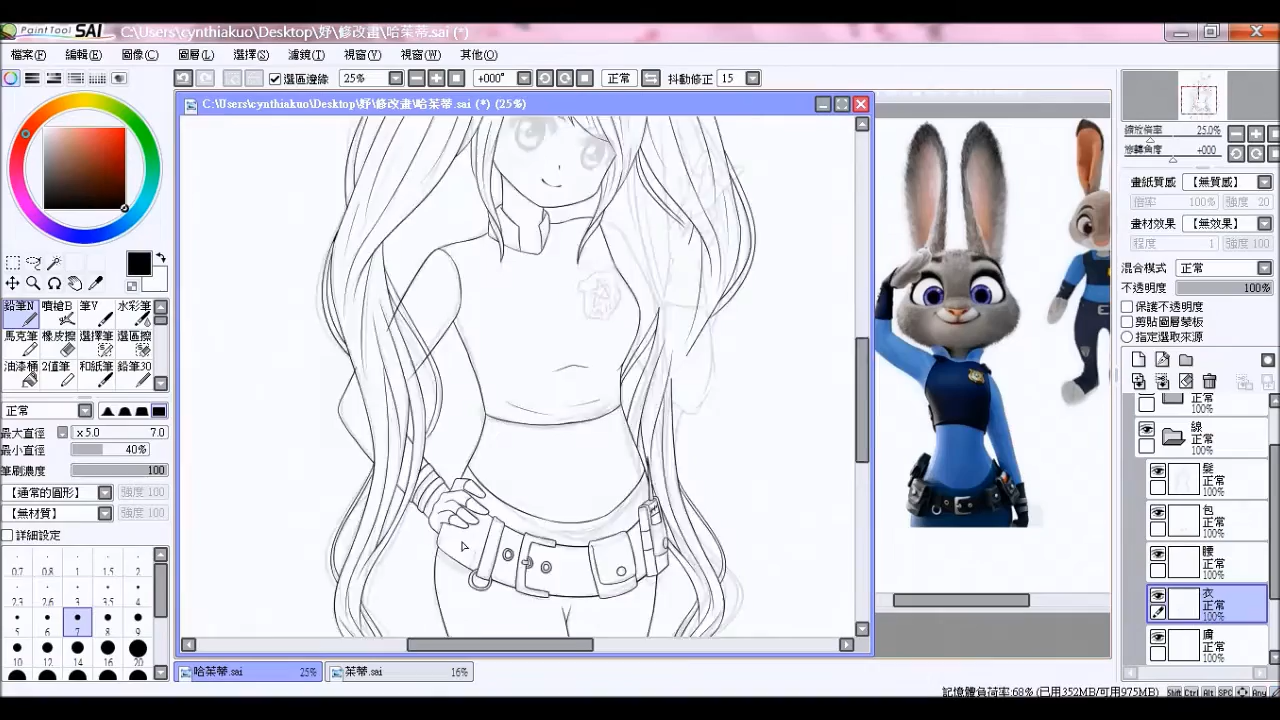 PaintTool SAI C:\Users\cynthiakuo\Desktop\妤\修改畫\哈茱蒂.sai (*)
檔案(F) 編輯(E) 圖像(C) 圖層(L) 選擇(S) 濾鏡(T) 視窗(V) 視窗(W) 其他(O)
選區邊緣 25% +000° 正常 抖動修正 15
C:\Users\cynthiakuo\Desktop\妤\修改畫\哈茱蒂.sai (*) (25%)
縮放倍率 25.0%
旋轉角度 +000
畫紙質感 【無質感】
倍率 100% 強度 20
畫材效果 【無效果】
程度 1 強度 100
混合模式 正常
不透明度 100%
保護不透明度
剪貼圖層蒙板
指定選取來源
正常
100%
線
正常
100%
髮
正常
100%
包
正常
100%
腰
正常
100%
衣
正常
100%
膚
正常
100%
鉛筆N 噴槍B 筆V 水彩筆
馬克筆 橡皮擦 選擇筆 選區擦
油漆桶 2值筆 和紙筆 鉛筆30
正常
最大直徑 x 5.0 7.0
最小直徑 40%
筆刷濃度 100
【通常的圓形】 強度 100
【無材質】 強度 100
詳細設定
0.7 0.8 1 1.5 2
2.3 2.6 3 3.5 4
5 6 7 8 9
10 12 14 16 20
哈茱蒂.sai 25% 茱蒂.sai 16%
記憶體負荷率:68% (已用352MB/可用975MB) Shift Ctrl Alt SPC Any